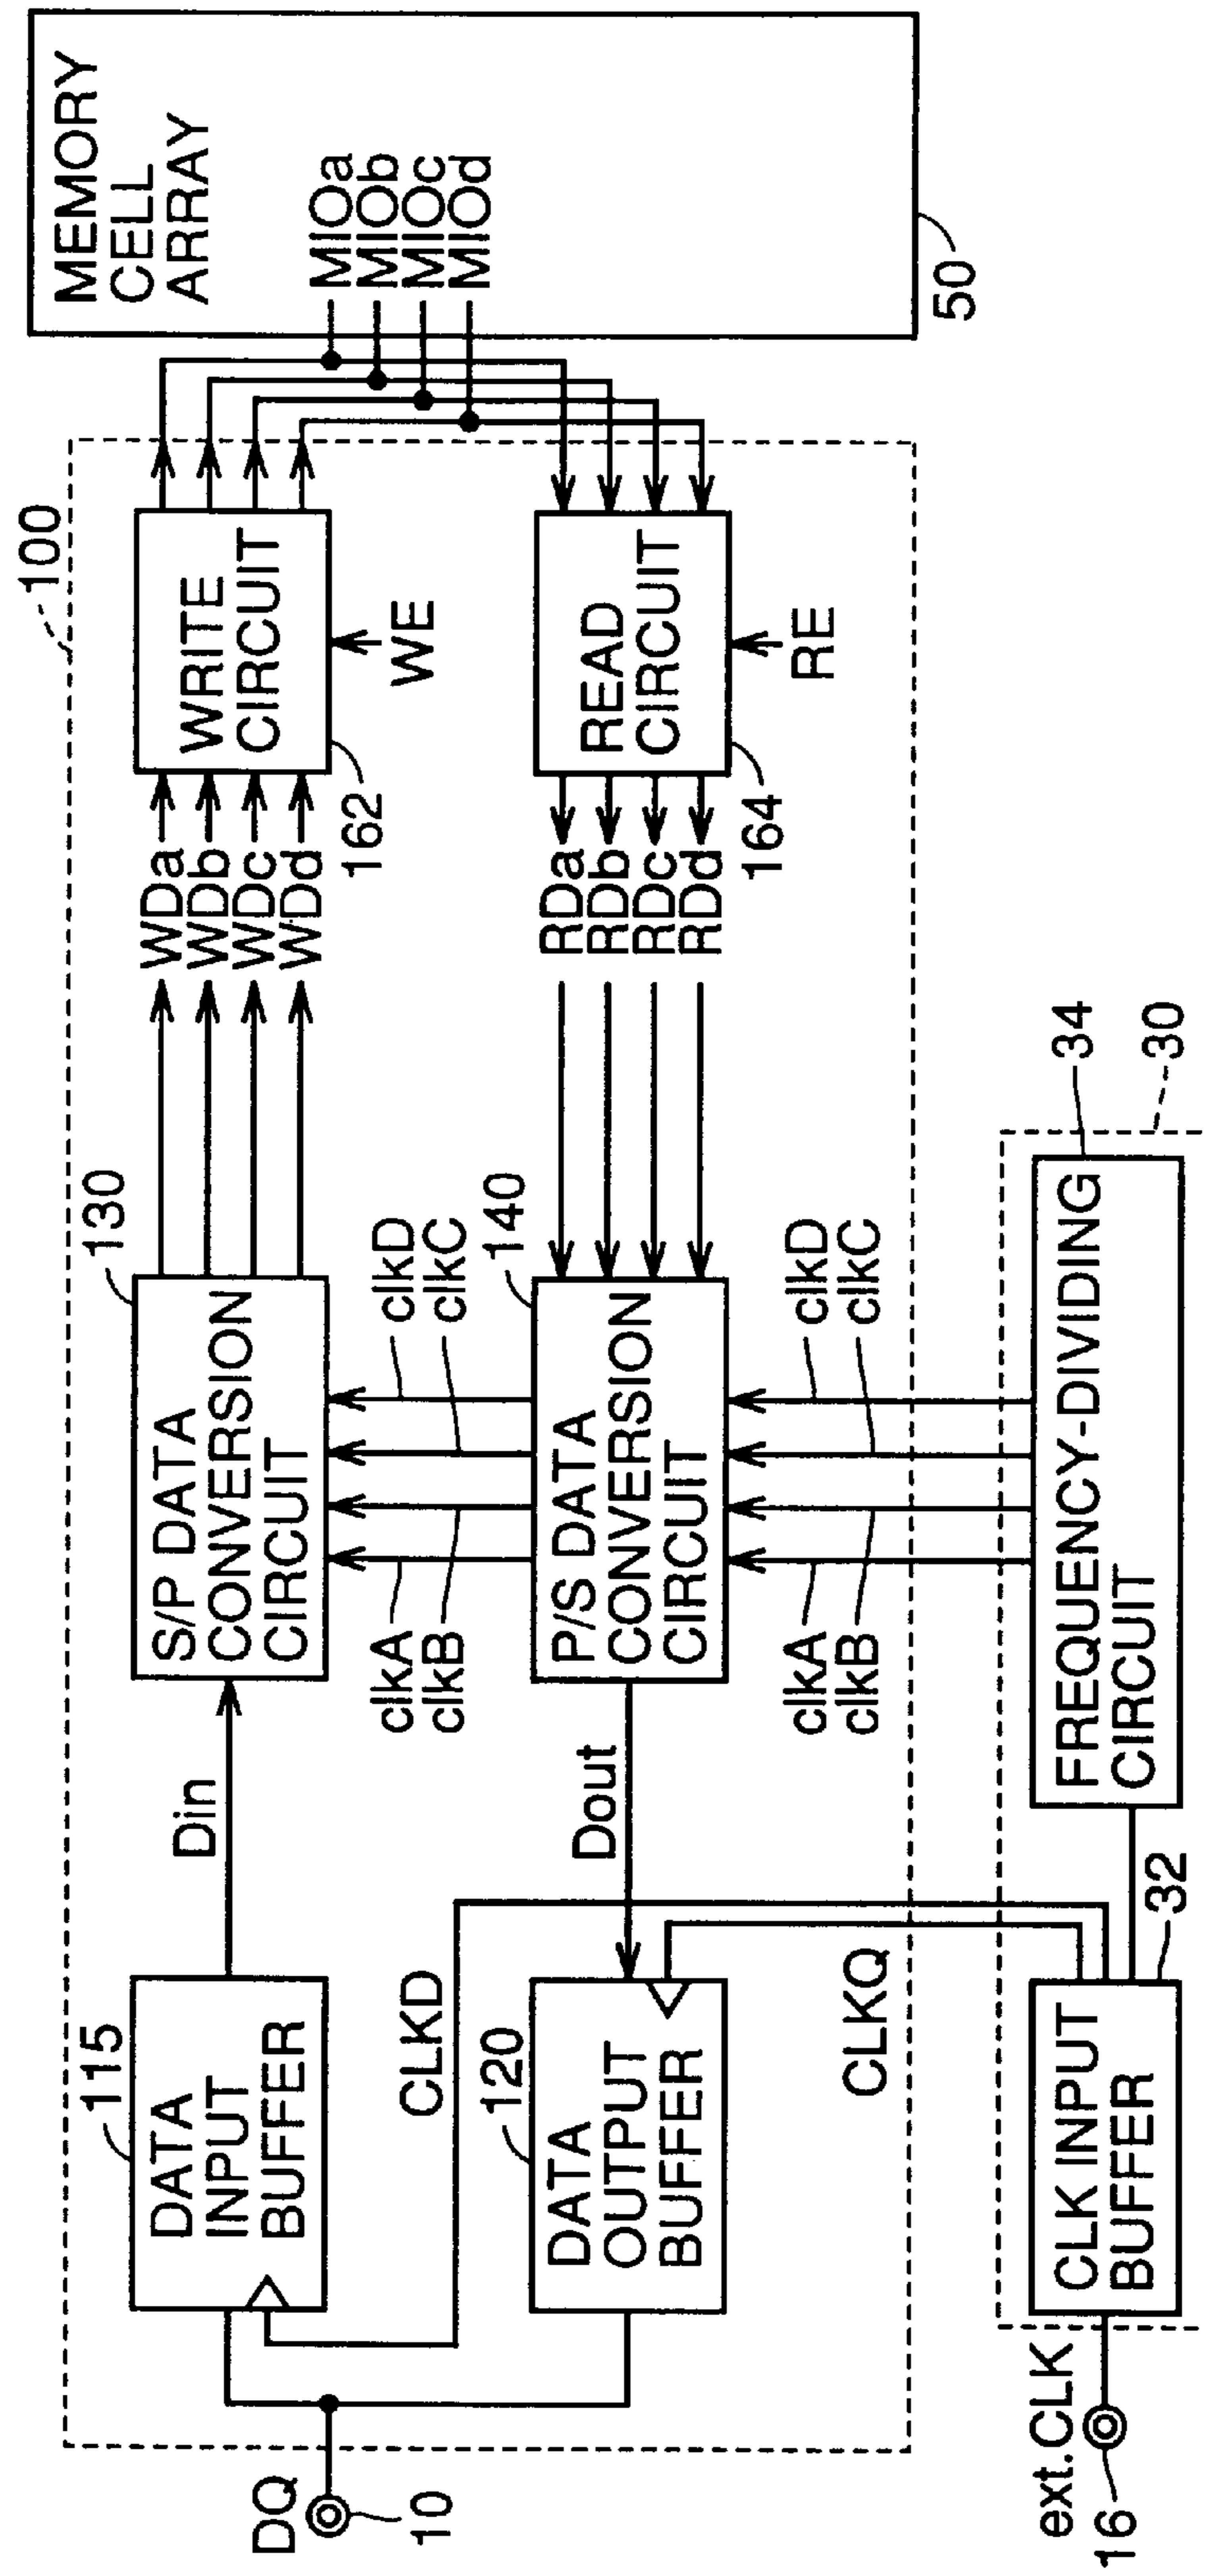 100
DQ
10
115
DATA
INPUT
BUFFER
Din
130
S/P DATA
CONVERSION
CIRCUIT
WDa
WDb
WDc
WDd
WRITE
CIRCUIT
162
WE
MEMORY
CELL
ARRAY
MIOa
MIOb
MIOc
MIOd
50
CLKD
clkA
clkB
clkD
clkC
120
DATA
OUTPUT
BUFFER
Dout
140
P/S DATA
CONVERSION
CIRCUIT
RDa
RDb
RDc
RDd
READ
CIRCUIT
164
RE
CLKQ
clkA
clkB
clkD
clkC
ext.CLK
16
CLK INPUT
BUFFER
32
FREQUENCY-DIVIDING
CIRCUIT
34
30